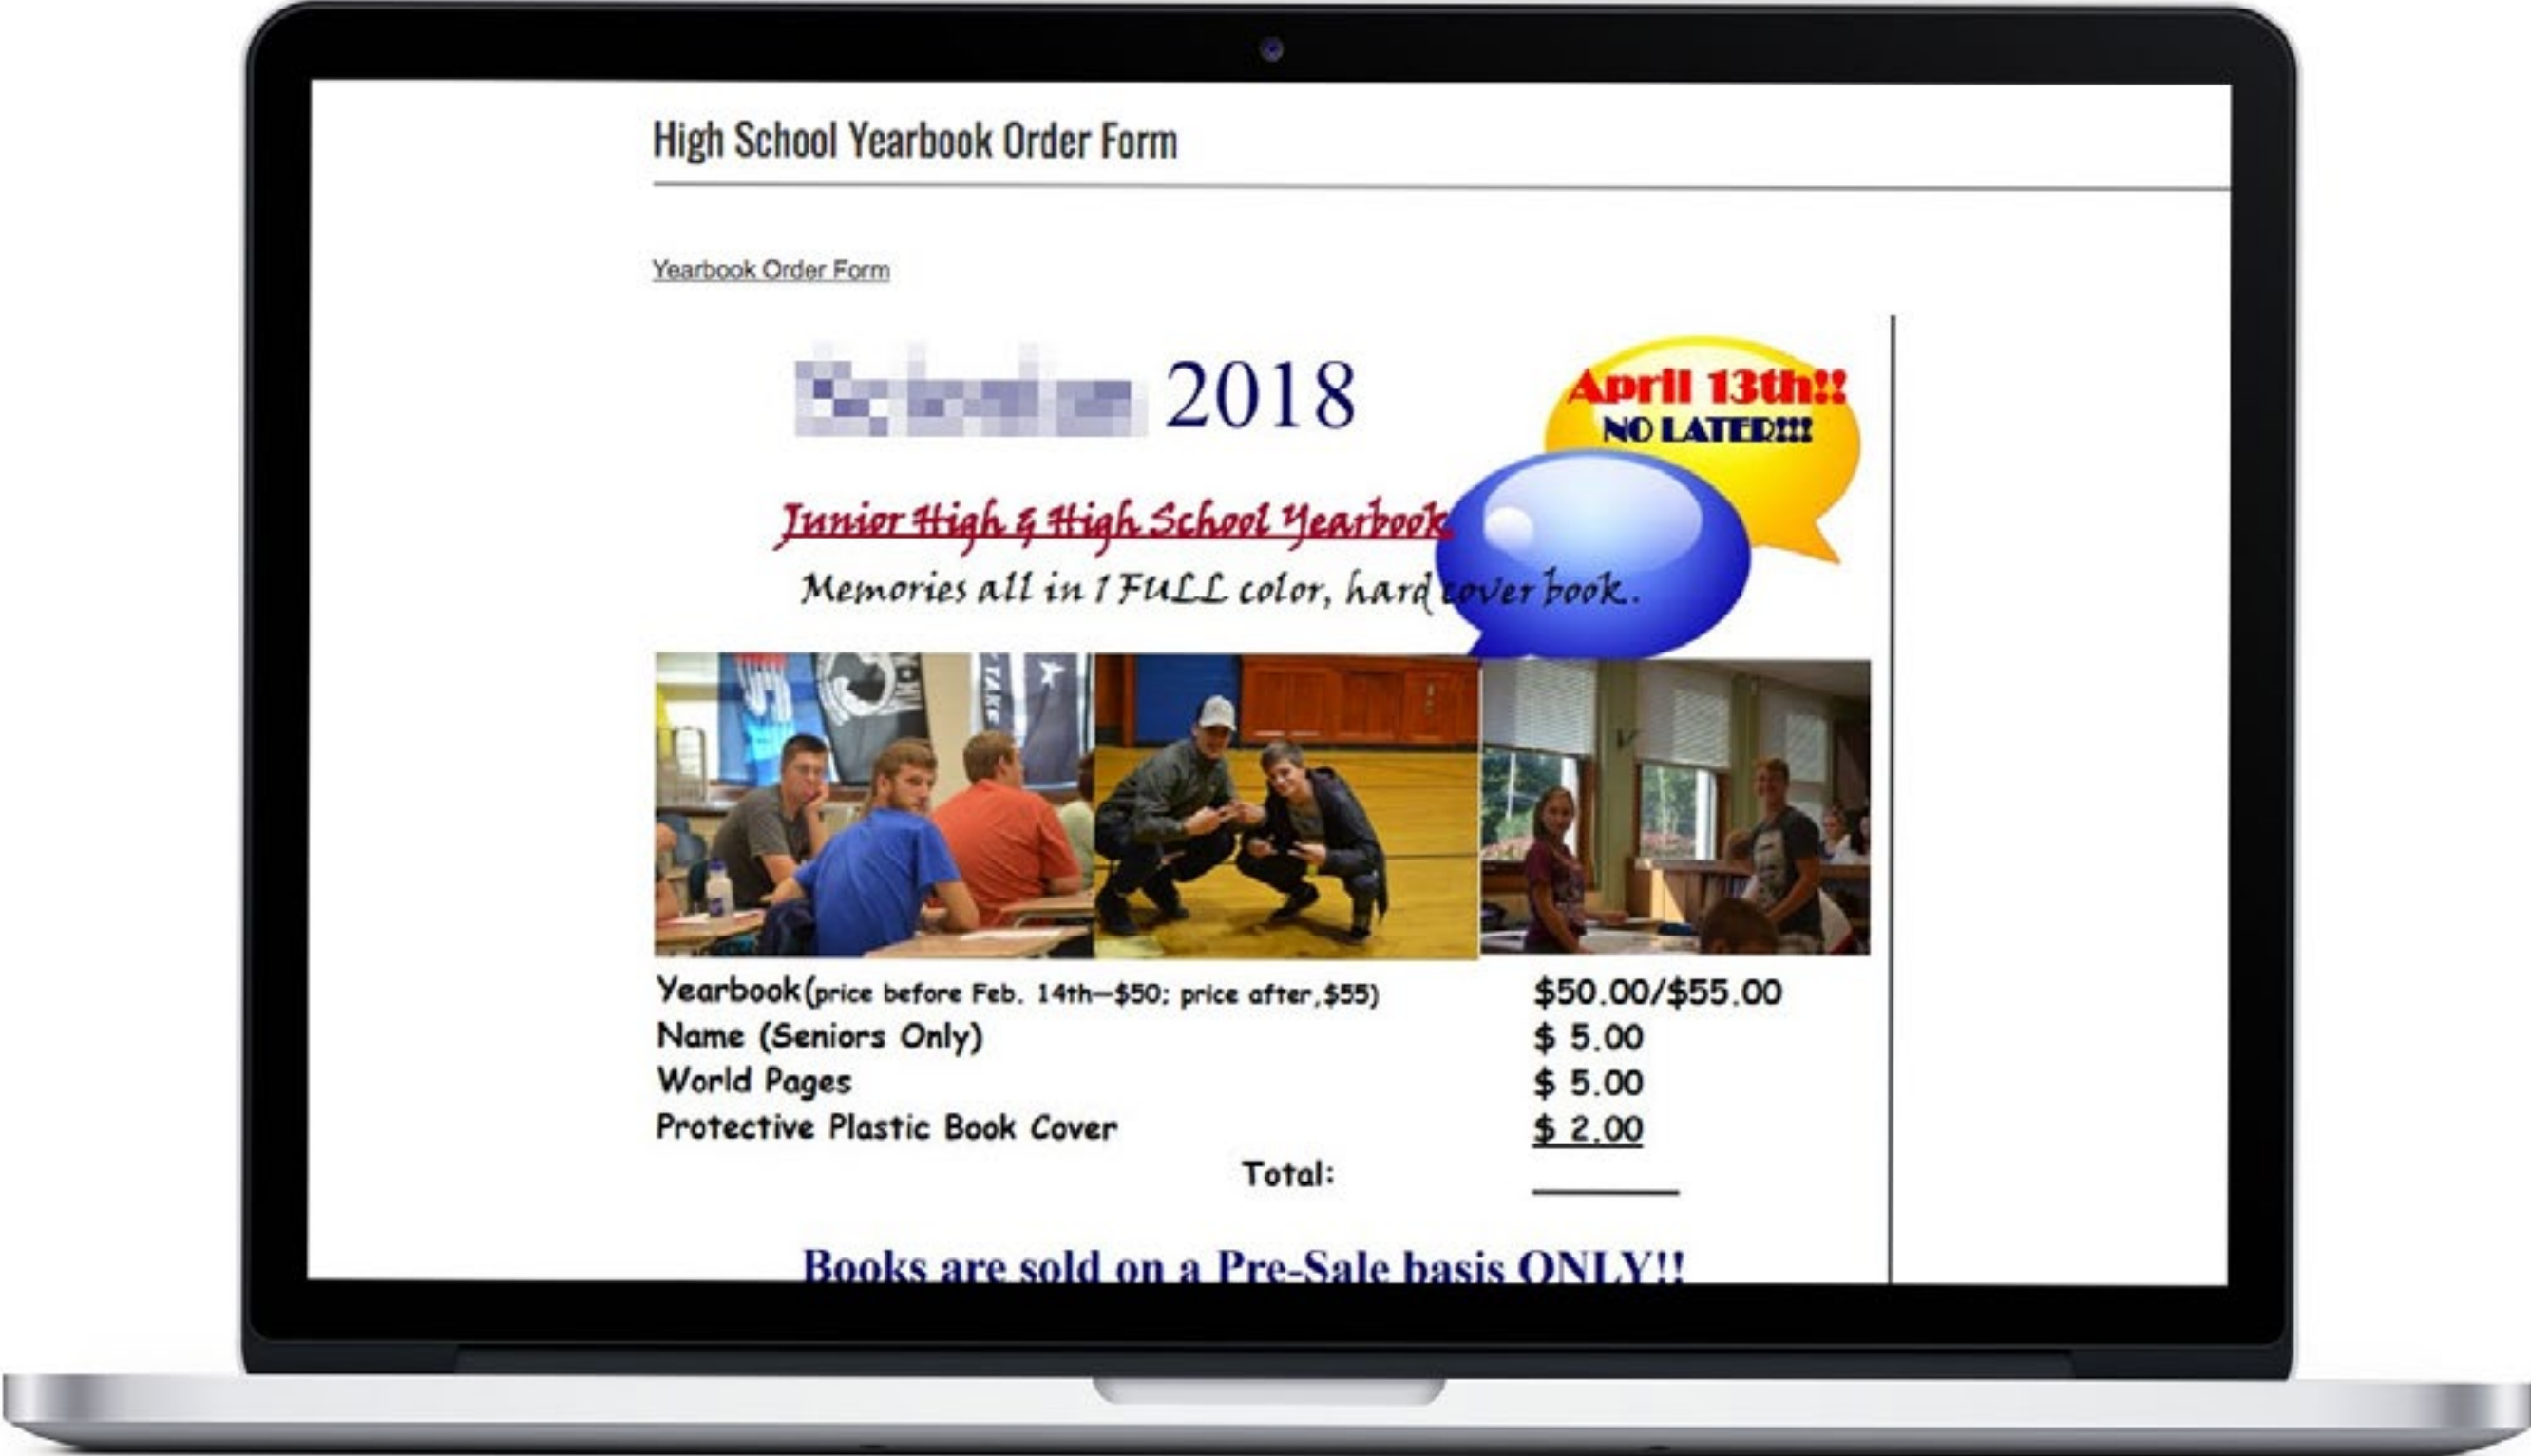 High School Yearbook Order Form
Yearbook Order Form
2018
April 13th!!
NO LATER!!!
Junior High & High School Yearbook
Memories all in 1 FULL color, hard cover book.
Yearbook(price before Feb. 14th—$50; price after,$55) $50.00/$55.00
Name (Seniors Only) $ 5.00
World Pages $ 5.00
Protective Plastic Book Cover $ 2.00
Total:
Books are sold on a Pre-Sale basis ONLY!!